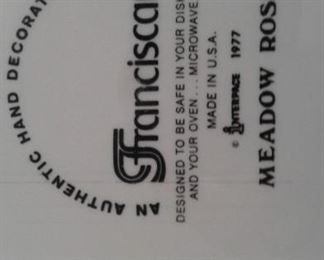 AN AUTHENTIC HAND DECORAT
Franciscan
DESIGNED TO BE SAFE IN YOUR DISH
AND YOUR OVEN... MICROWAVE
MADE IN U.S.A.
© INTERPACE 1977
MEADOW ROS